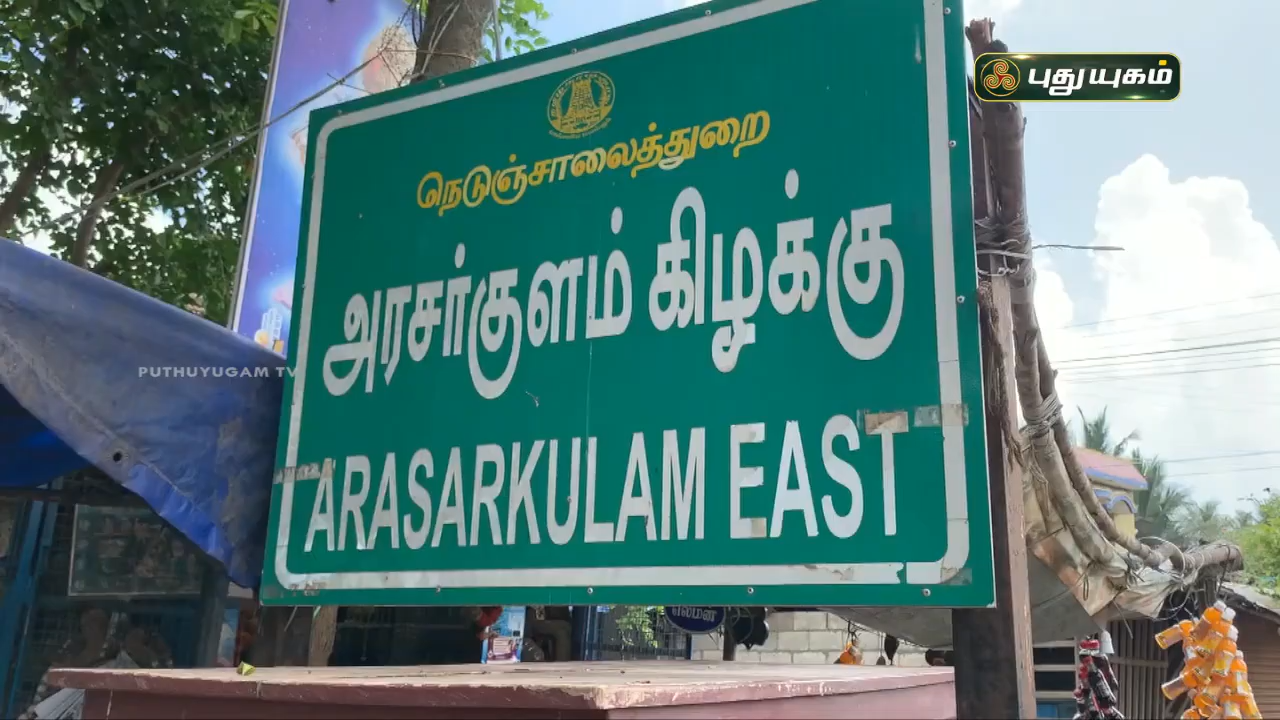 புதுயுகம்
நெடுஞ்சாலைத்துறை
அரசர்குளம் கிழக்கு
PUTHUYUGAM TV
ARASARKULAM EAST